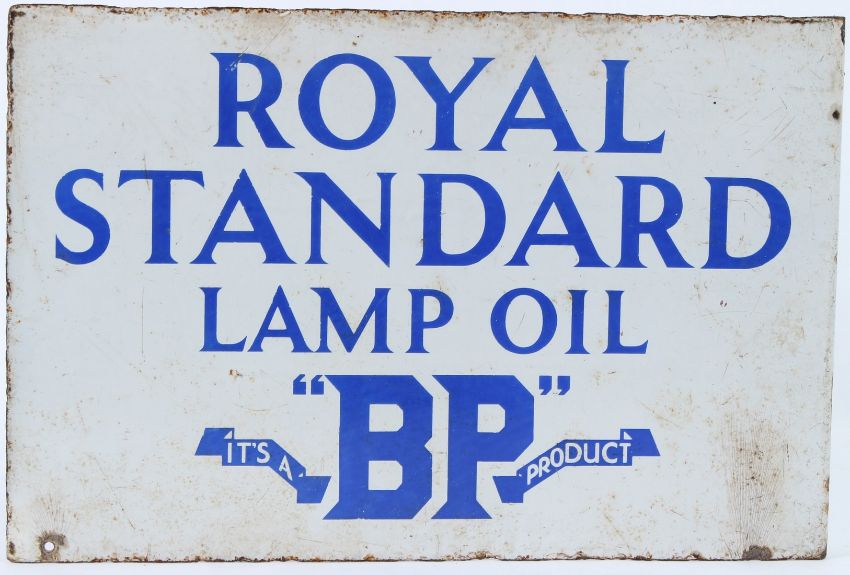 ROYAL
STANDARD
LAMP OIL
IT'S A "BP" PRODUCT